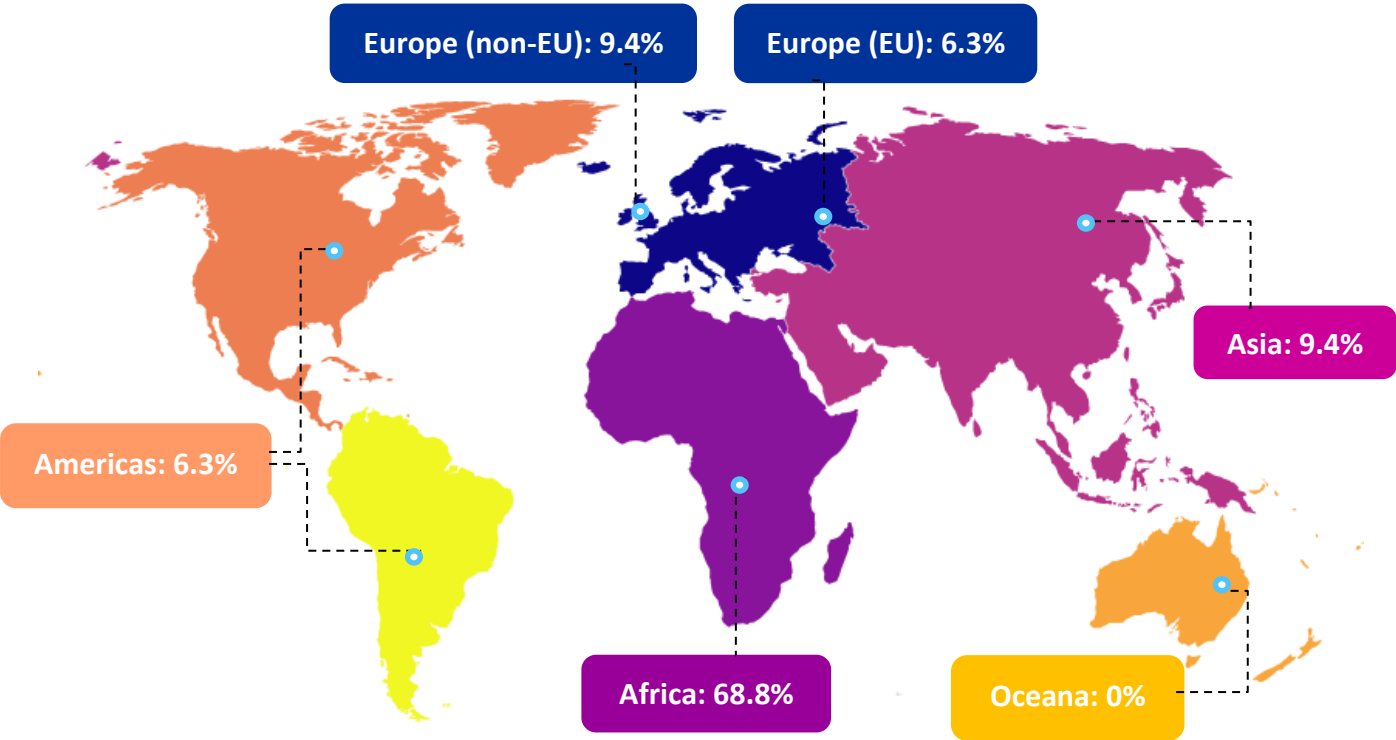 Europe (non-EU): 9.4%
Europe (EU): 6.3%
Asia: 9.4%
Americas: 6.3%
Africa: 68.8%
Oceana: 0%